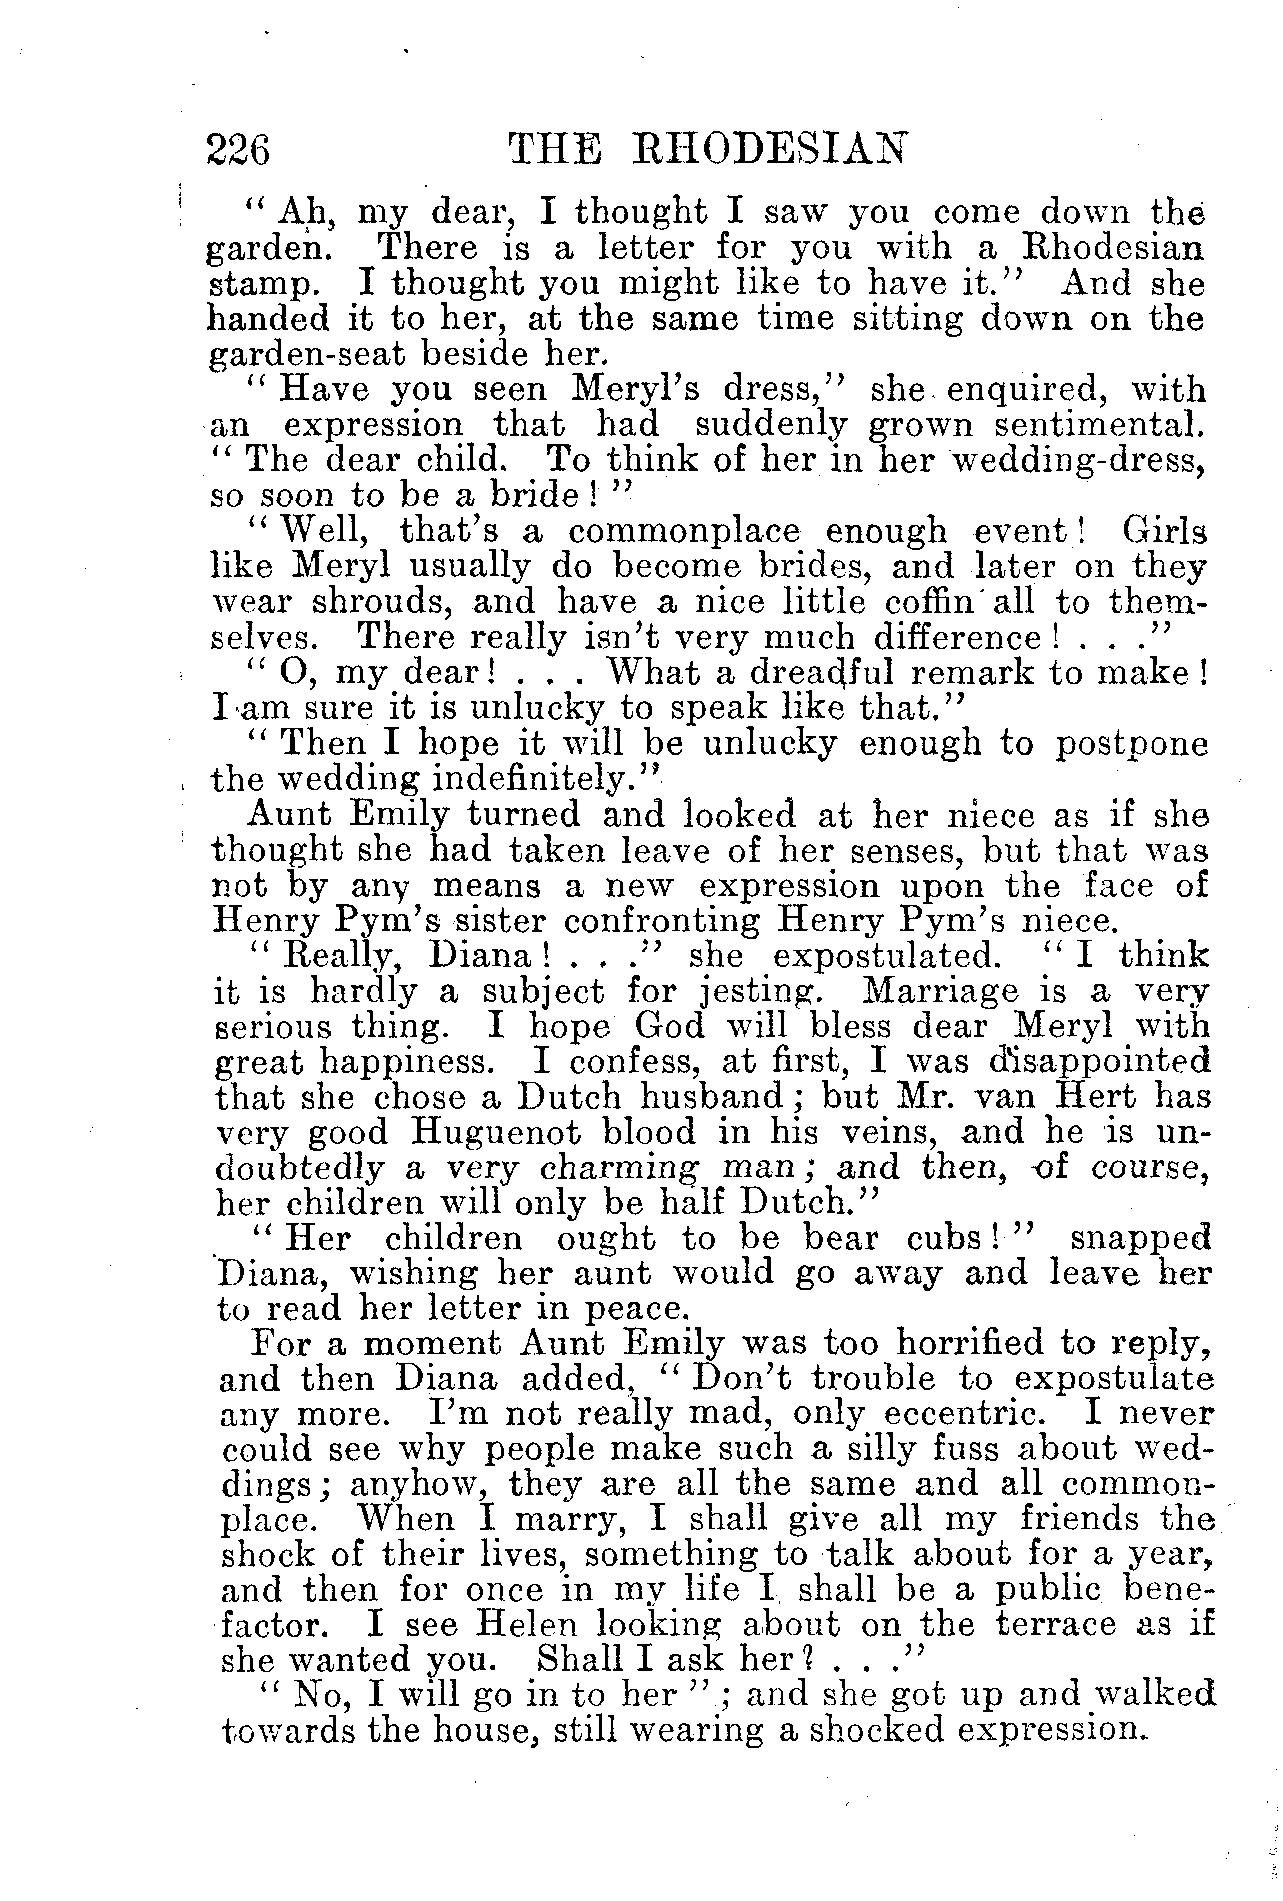 226 THE RHODESIAN
“ Ah, my dear, I thought I saw you come down the
garden. There is a letter for you with a Rhodesian
stamp. I thought you might like to have it.” And she
handed it to her, at the same time sitting down on the
garden-seat beside her.
“ Have you seen Meryl’s dress,” she enquired, with
an expression that had suddenly grown sentimental.
“ The dear child. To think of her in her wedding-dress,
so soon to be a bride ! ”
“ Well, that’s a commonplace enough event ! Girls
like Meryl usually do become brides, and later on they
wear shrouds, and have a nice little coffin all to them-
selves. There really isn’t very much difference ! . . .”
“ O, my dear ! . . . What a dreadful remark to make !
I am sure it is unlucky to speak like that.”
“ Then I hope it will be unlucky enough to postpone
the wedding indefinitely.”
Aunt Emily turned and looked at her niece as if she
thought she had taken leave of her senses, but that was
not by any means a new expression upon the face of
Henry Pym’s sister confronting Henry Pym’s niece.
“ Really, Diana ! . . .” she expostulated. “ I think
it is hardly a subject for jesting. Marriage is a very
serious thing. I hope God will bless dear Meryl with
great happiness. I confess, at first, I was disappointed
that she chose a Dutch husband ; but Mr. van Hert has
very good Huguenot blood in his veins, and he is un-
doubtedly a very charming man ; and then, of course,
her children will only be half Dutch.”
“ Her children ought to be bear cubs ! ” snapped
Diana, wishing her aunt would go away and leave her
to read her letter in peace.
For a moment Aunt Emily was too horrified to reply,
and then Diana added, “ Don’t trouble to expostulate
any more. I’m not really mad, only eccentric. I never
could see why people make such a silly fuss about wed-
dings ; anyhow, they are all the same and all common-
place. When I marry, I shall give all my friends the
shock of their lives, something to talk about for a year,
and then for once in my life I shall be a public bene-
factor. I see Helen looking about on the terrace as if
she wanted you. Shall I ask her ? . . .”
“ No, I will go in to her ” ; and she got up and walked
towards the house, still wearing a shocked expression.